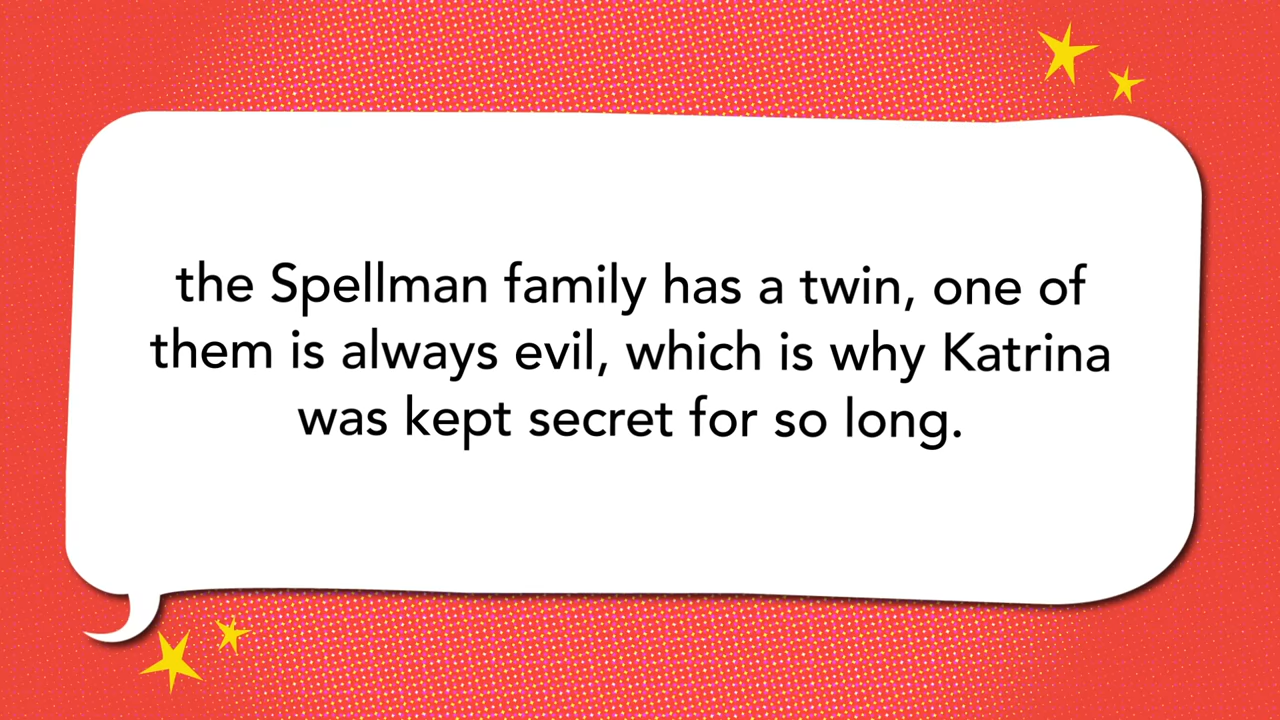 the Spellman family has a twin, one of
them is always evil, which is why Katrina
was kept secret for so long.